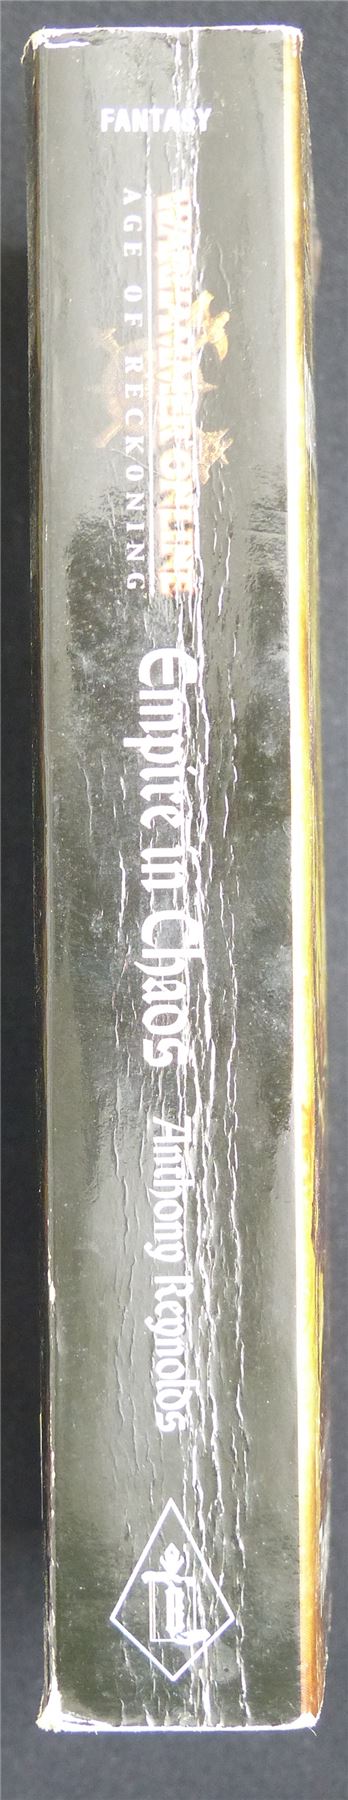 FANTASY
WARHAMMER ONLINE
AGE OF RECKONING
Empire in Chaos
Anthony Reynolds